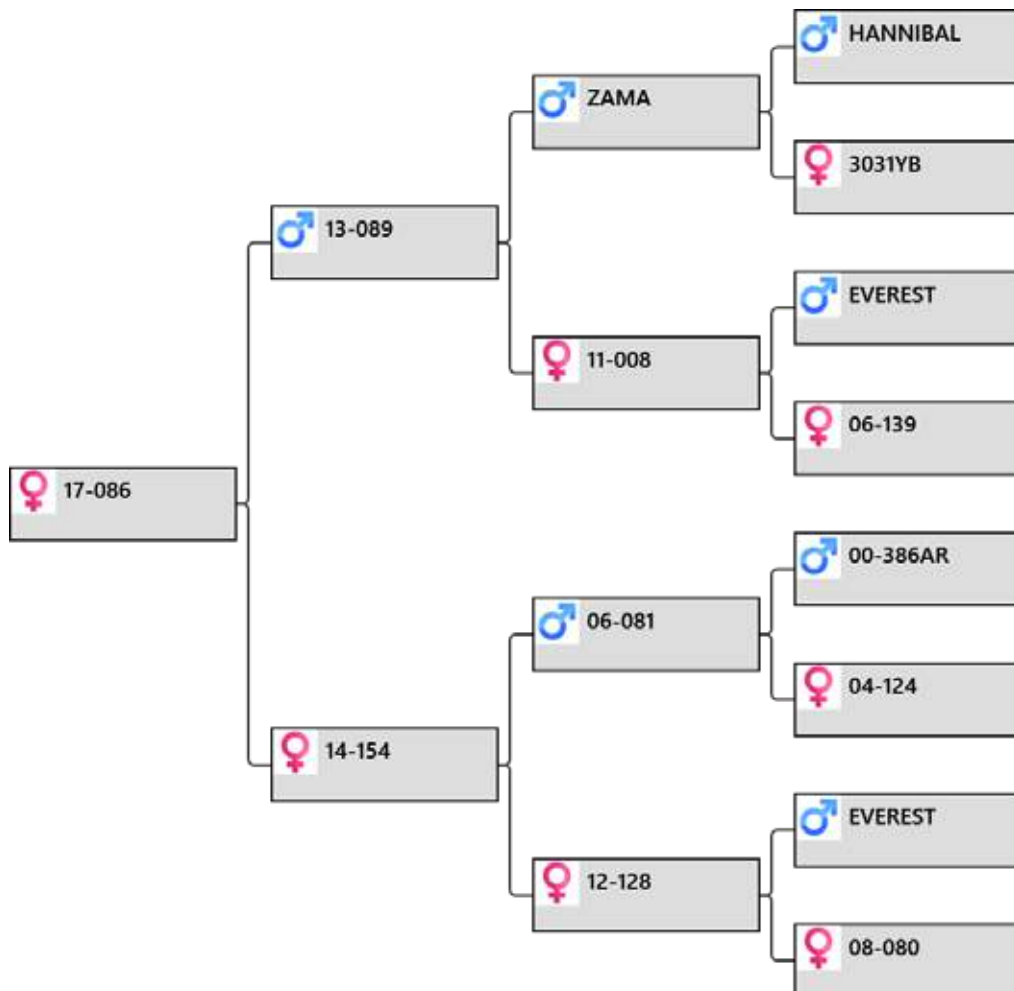 HANNIBAL
ZAMA
3031YB
13-089
EVEREST
11-008
06-139
17-086
00-386AR
06-081
04-124
14-154
EVEREST
12-128
08-080